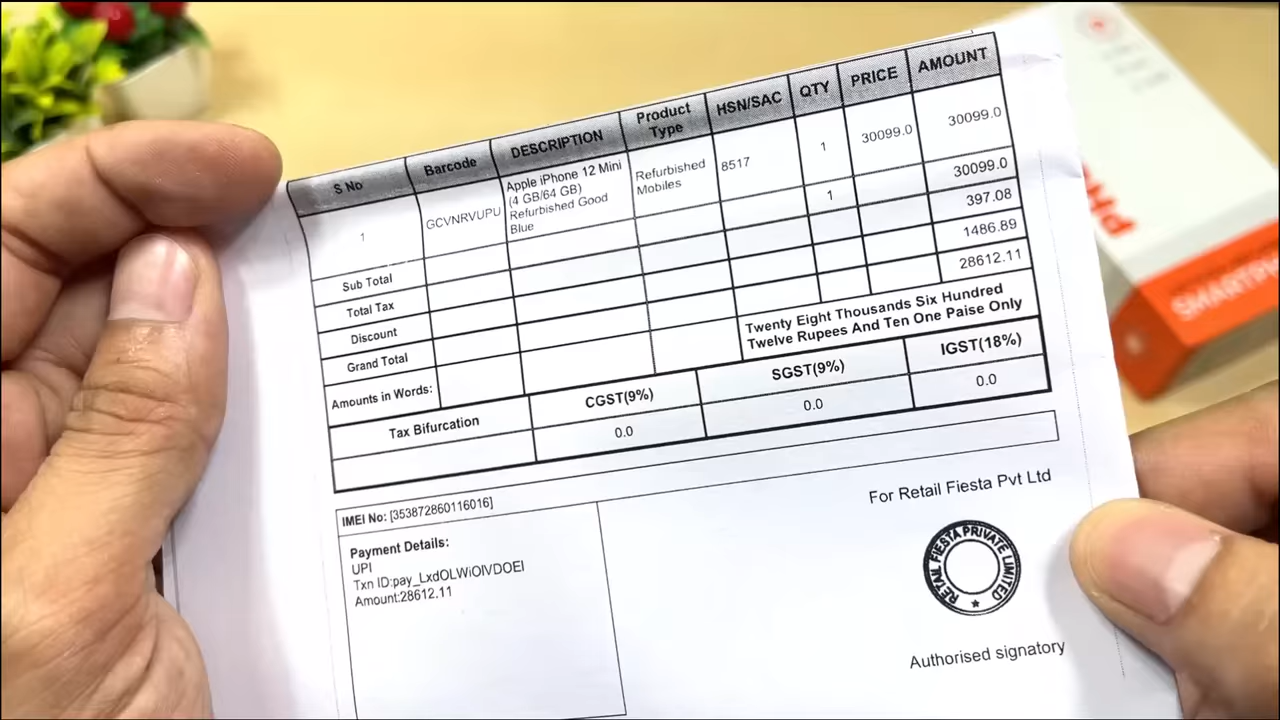 S No Barcode DESCRIPTION Product Type HSN/SAC QTY PRICE AMOUNT
1 GCVNRVUPU Apple iPhone 12 Mini Refurbished Mobiles 8517 1 30099.0 30099.0
(4 GB/64 GB)
Refurbished Good
Blue
Sub Total 1 30099.0
Total Tax 397.08
Discount 1486.89
Grand Total 28612.11
Amounts in Words: Twenty Eight Thousands Six Hundred
Twelve Rupees And Ten One Paise Only
Tax Bifurcation CGST(9%) SGST(9%) IGST(18%)
0.0 0.0 0.0
IMEI No: [353872860116016]
Payment Details:
UPI
Txn ID:pay_LxdOLWiOIVDOEI
Amount:28612.11
For Retail Fiesta Pvt Ltd
RETAIL FIESTA PRIVATE LIMITED
Authorised signatory